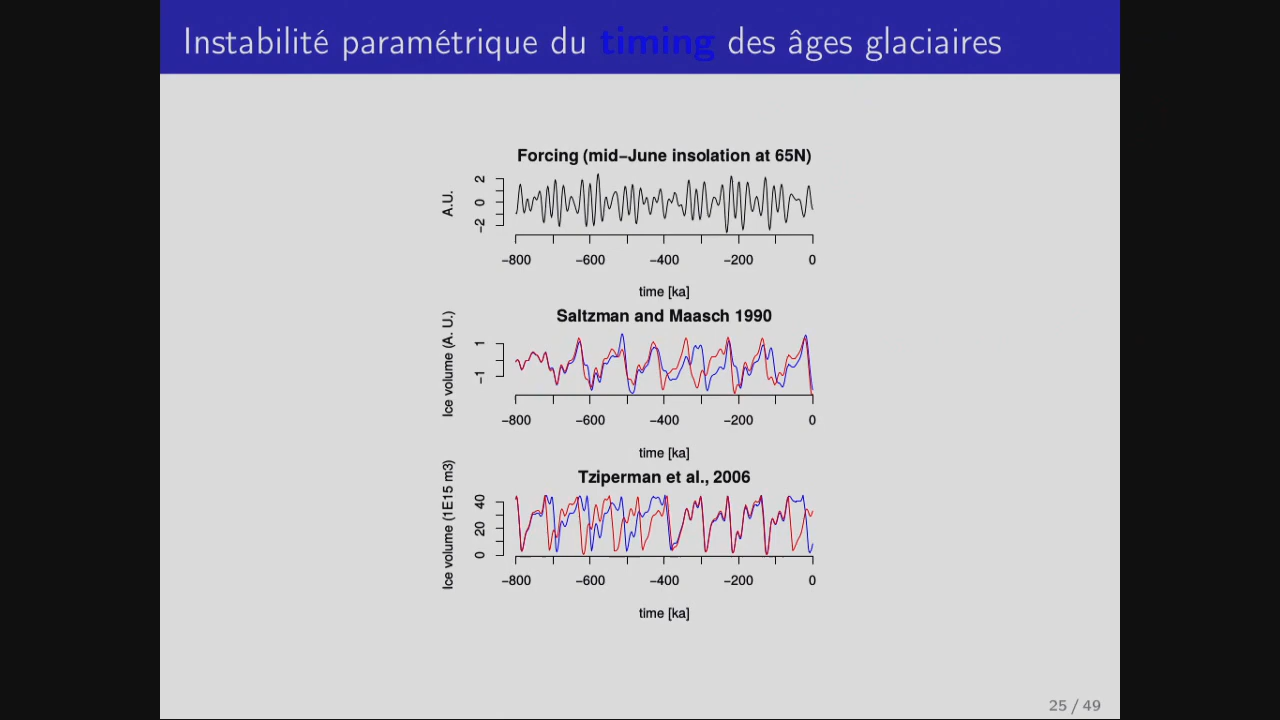 Instabilité paramétrique du timing des âges glaciaires
Forcing (mid−June insolation at 65N)
A.U.
2
0
−2
−800 −600 −400 −200 0
time [ka]
Saltzman and Maasch 1990
Ice volume (A. U.)
1
−1
−800 −600 −400 −200 0
time [ka]
Tziperman et al., 2006
Ice volume (1E15 m3)
40
20
0
−800 −600 −400 −200 0
time [ka]
25 / 49